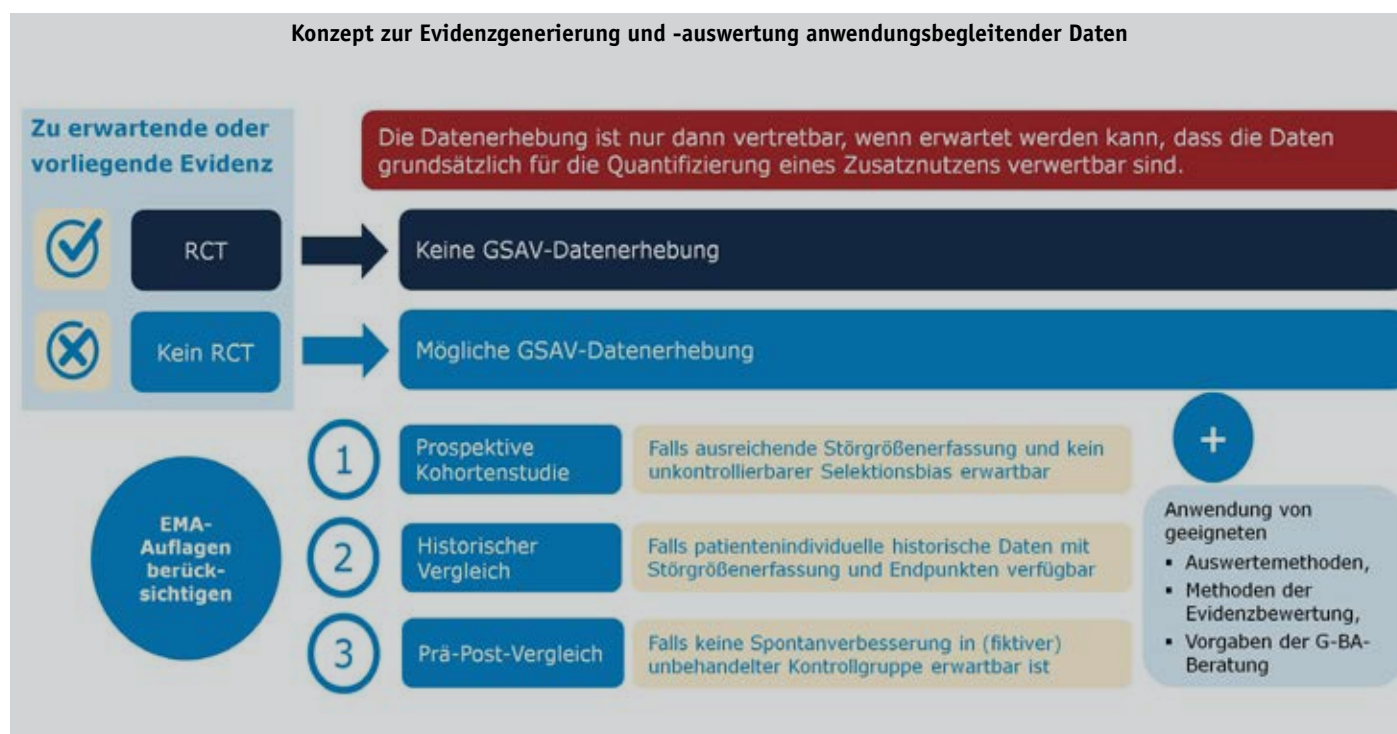 Konzept zur Evidenzgenerierung und -auswertung anwendungsbegleitender Daten
Zu erwartende oder
vorliegende Evidenz
Die Datenerhebung ist nur dann vertretbar, wenn erwartet werden kann, dass die Daten
grundsätzlich für die Quantifizierung eines Zusatznutzens verwertbar sind.
RCT
Keine GSAV-Datenerhebung
Kein RCT
Mögliche GSAV-Datenerhebung
EMA-
Auflagen
berück-
sichtigen
1
Prospektive
Kohortenstudie
Falls ausreichende Störgrößenerfassung und kein
unkontrollierbarer Selektionsbias erwartbar
2
Historischer
Vergleich
Falls patientenindividuelle historische Daten mit
Störgrößenerfassung und Endpunkten verfügbar
3
Prä-Post-Vergleich
Falls keine Spontanverbesserung in (fiktiver)
unbehandelter Kontrollgruppe erwartbar ist
+
Anwendung von
geeigneten
▪ Auswertemethoden,
▪ Methoden der
Evidenzbewertung,
▪ Vorgaben der G-BA-
Beratung